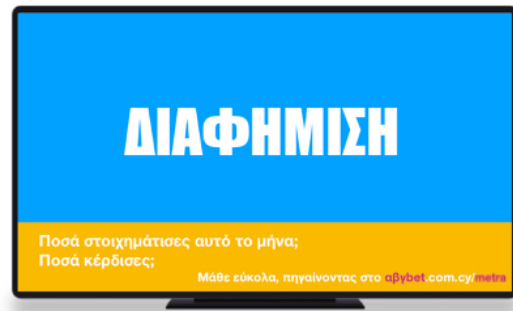 ΔΙΑΦΗΜΙΣΗ
Ποσά στοιχημάτισες αυτό το μήνα;
Ποσά κέρδισες;
Μάθε εύκολα, πηγαίνοντας στο αβγbet.com.cy/metra